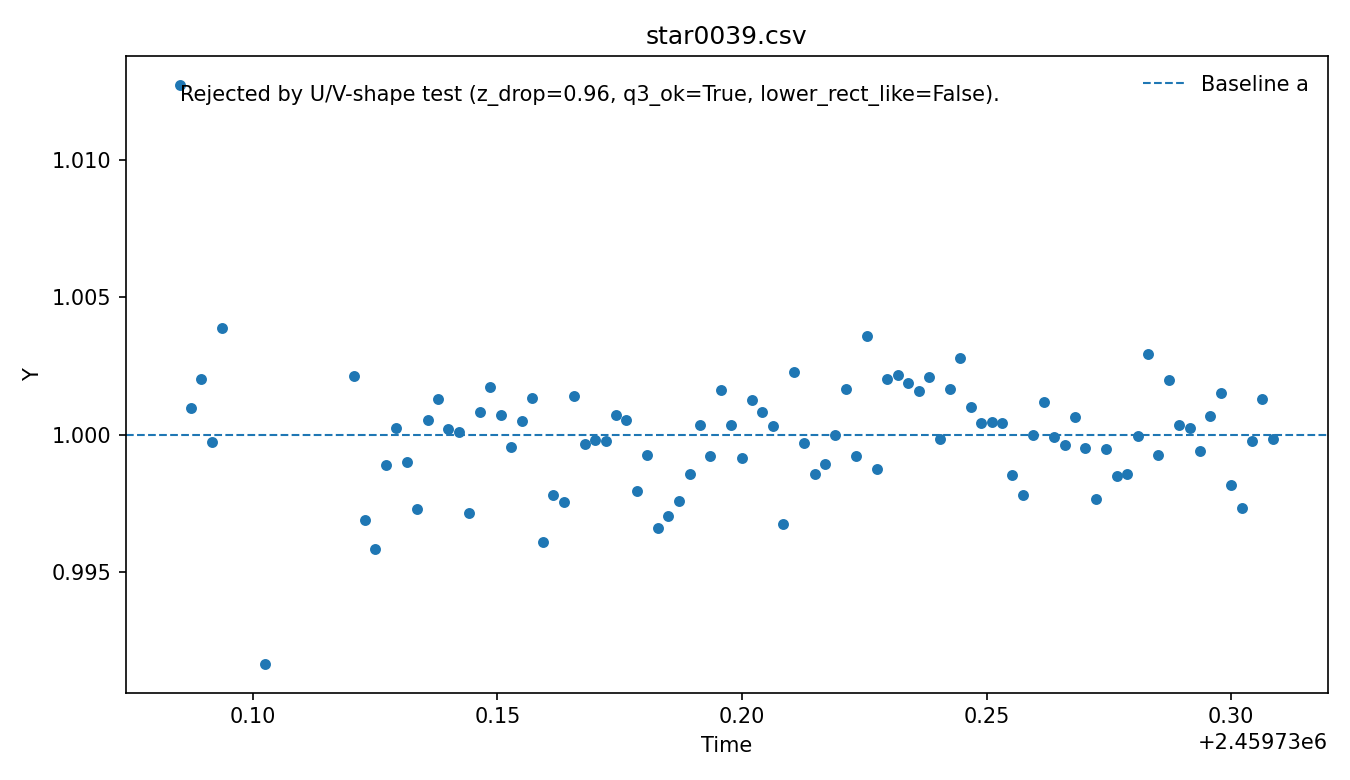 star0039.csv
Rejected by U/V-shape test (z_drop=0.96, q3_ok=True, lower_rect_like=False).
Baseline a
1.010
1.005
1.000
0.995
Y
0.10 0.15 0.20 0.25 0.30
Time
+2.45973e6